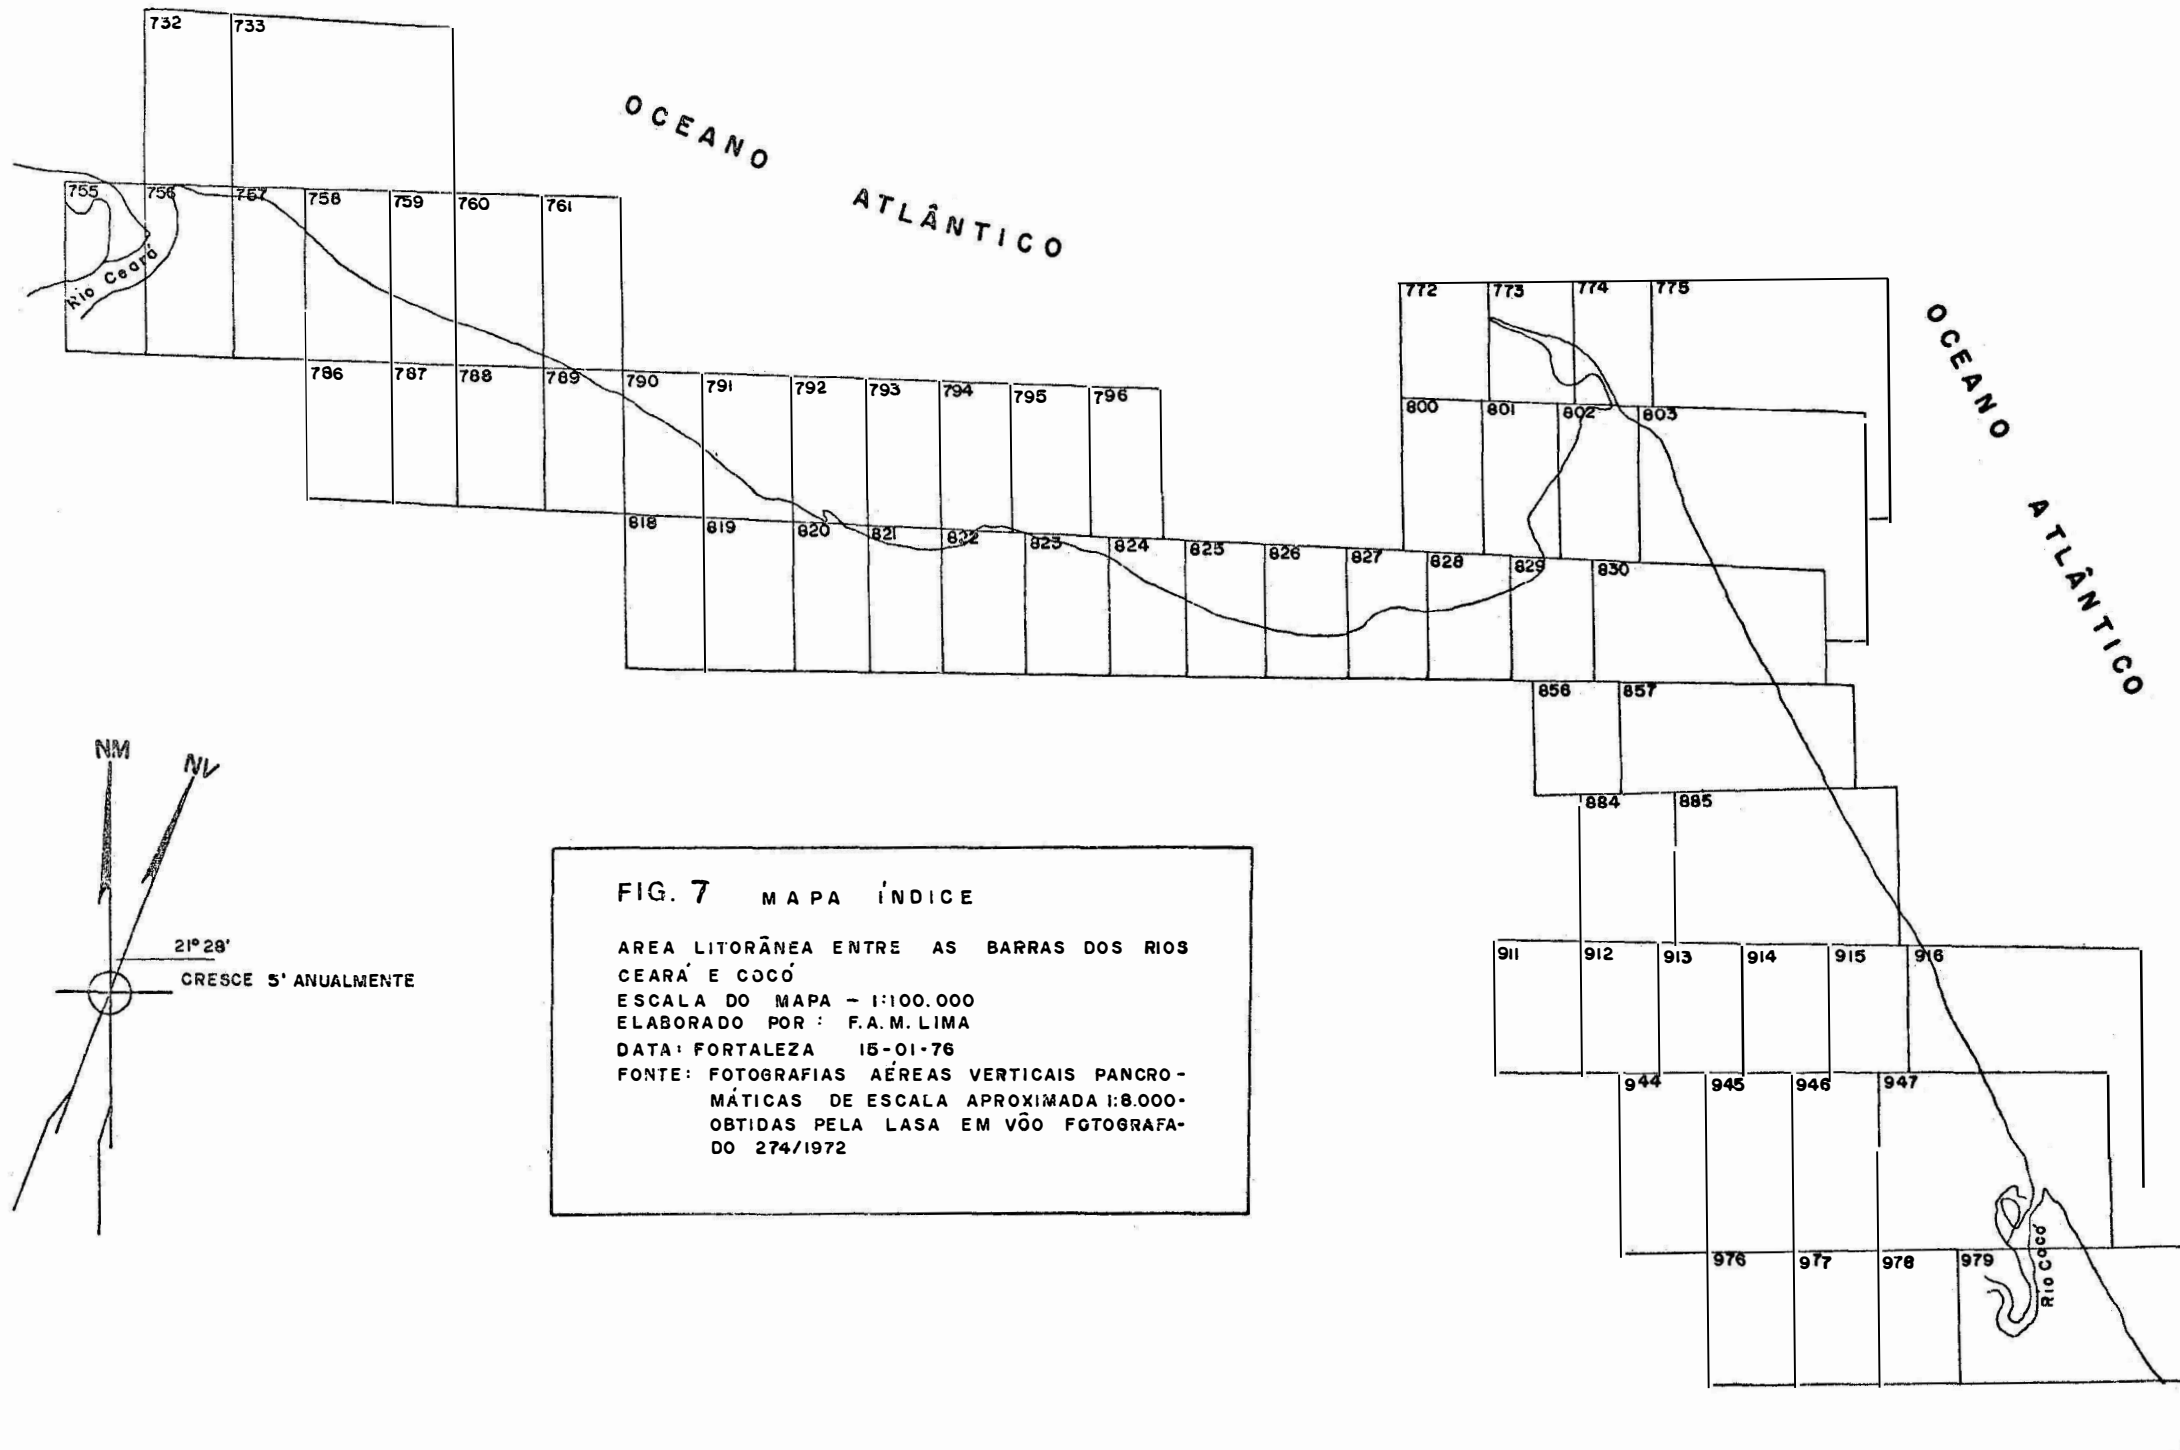 732 733
OCEANO ATLÂNTICO
755 756 757 758 759 760 761
Rio Ceará
772 773 774 775
OCEANO ATLÂNTICO
786 787 788 789 790 791 792 793 794 795 796
800 801 802 803
818 819 820 821 822 823 824 825 826 827 828 829 830
856 857
NM NV
884 885
21° 28'
CRESCE 5' ANUALMENTE
FIG. 7 MAPA ÍNDICE
AREA LITORÂNEA ENTRE AS BARRAS DOS RIOS
CEARÁ E COCÓ
ESCALA DO MAPA - 1:100.000
ELABORADO POR : F.A.M. LIMA
DATA: FORTALEZA 15-01-76
FONTE: FOTOGRAFIAS AÉREAS VERTICAIS PANCRO-
MÁTICAS DE ESCALA APROXIMADA 1:8.000-
OBTIDAS PELA LASA EM VÔO FOTOGRAFA-
DO 274/1972
911 912 913 914 915 916
944 945 946 947
976 977 978 979
Rio Cocó